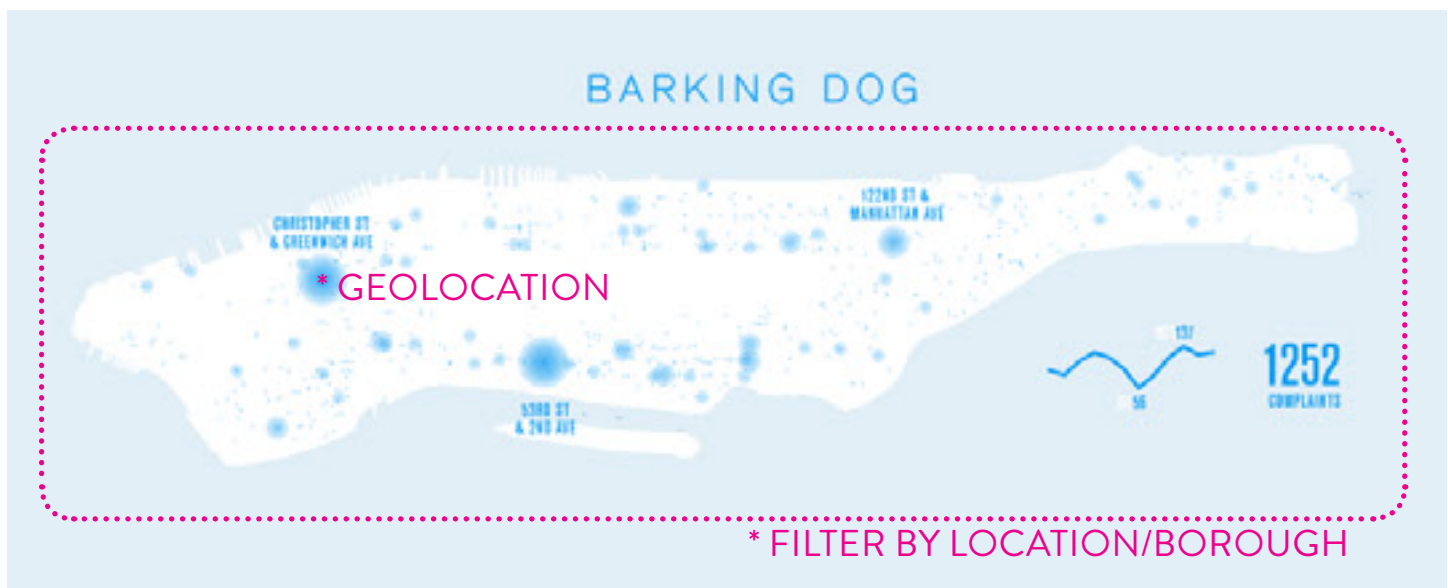 BARKING DOG
CHRISTOPHER ST
& GREENWICH AVE
122ND ST &
MANHATTAN AVE
* GEOLOCATION
137
1252
COMPLAINTS
56
53RD ST
& 2ND AVE
* FILTER BY LOCATION/BOROUGH